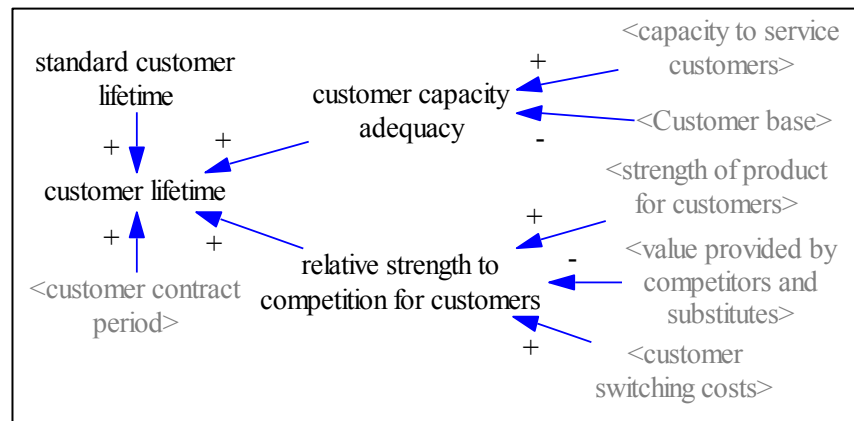 standard customer
lifetime
+
customer lifetime
+
<customer contract
period>
+
customer capacity
adequacy
+
relative strength to
competition for customers
+
<capacity to service
customers>
-
<Customer base>
+
<strength of product
for customers>
-
<value provided by
competitors and
substitutes>
+
<customer
switching costs>